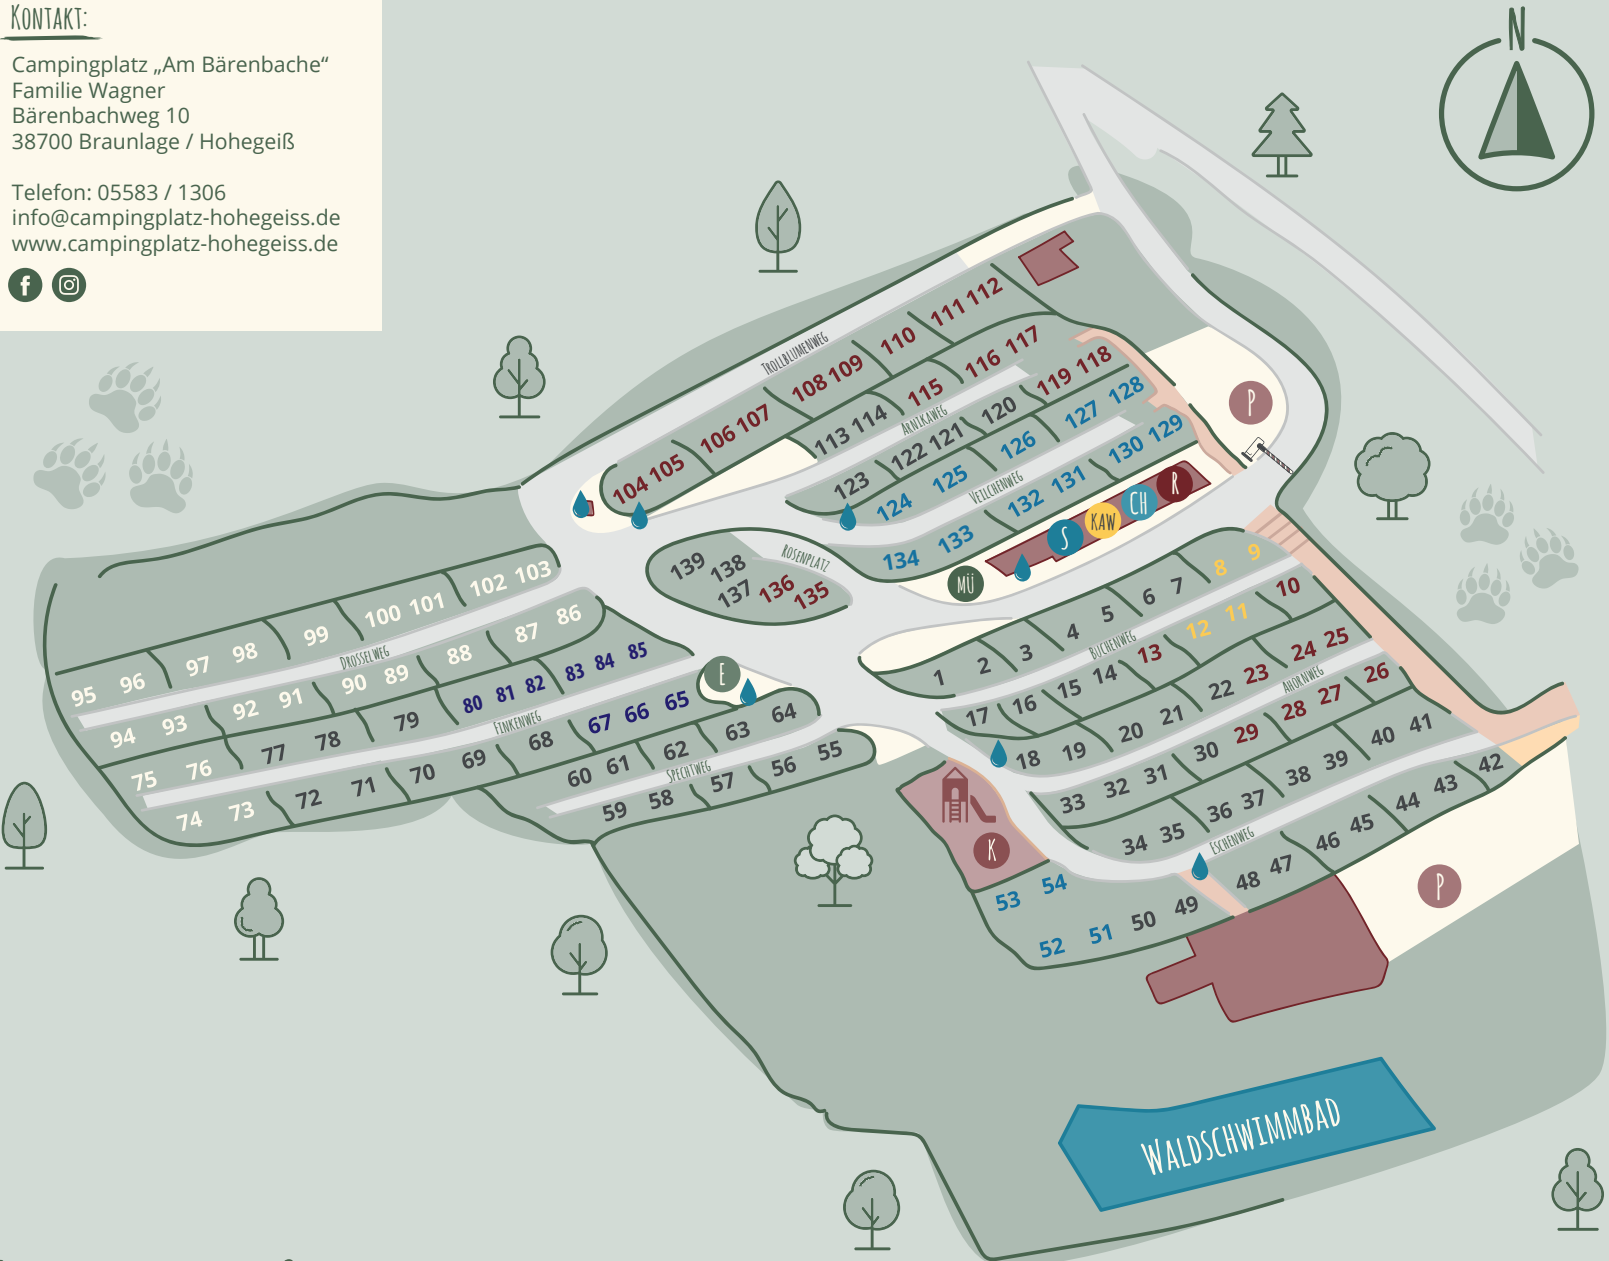 KONTAKT:
Campingplatz „Am Bärenbache“
Familie Wagner
Bärenbachweg 10
38700 Braunlage / Hohegeiß
Telefon: 05583 / 1306
info@campingplatz-hohegeiss.de
www.campingplatz-hohegeiss.de
N
TROLLBLUMENWEG
104 105 106 107 108 109 110 111 112
113 114 115 116 117
ARNIKAWEG
123 122 121 120 119 118
124 125 126 127 128
VEILCHENWEG
134 133 132 131 130 129
P
S KAW CH R
MÜ
ROSENPLATZ
139 138 137 136 135
95 96 97 98 99 100 101 102 103
DROSSELWEG
94 93 92 91 90 89 88 87 86
75 76 77 78 79 80 81 82 83 84 85
FINKENWEG
74 73 72 71 70 69 68 67 66 65
E
60 61 62 63 64
SPECHTWEG
59 58 57 56 55
1 2 3 4 5 6 7 8 9
BUCHENWEG
17 16 15 14 13 12 11 10
18 19 20 21 22 23 24 25
AHORNWEG
33 32 31 30 29 28 27 26
34 35 36 37 38 39 40 41
ESCHENWEG
48 47 46 45 44 43 42
K
53 54
52 51 50 49
P
WALDSCHWIMMBAD